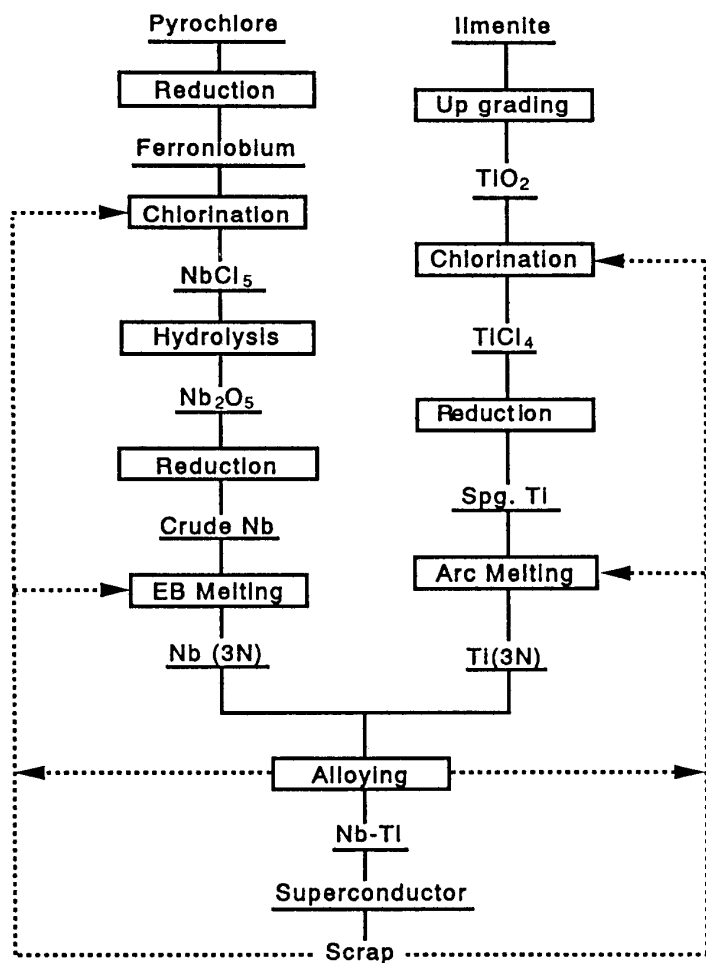 Pyrochlore
Reduction
Ferroniobium
Chlorination
NbCl₅
Hydrolysis
Nb₂O₅
Reduction
Crude Nb
EB Melting
Nb (3N)
Ilmenite
Up grading
TiO₂
Chlorination
TiCl₄
Reduction
Spg. Ti
Arc Melting
Ti(3N)
Alloying
Nb-Ti
Superconductor
Scrap